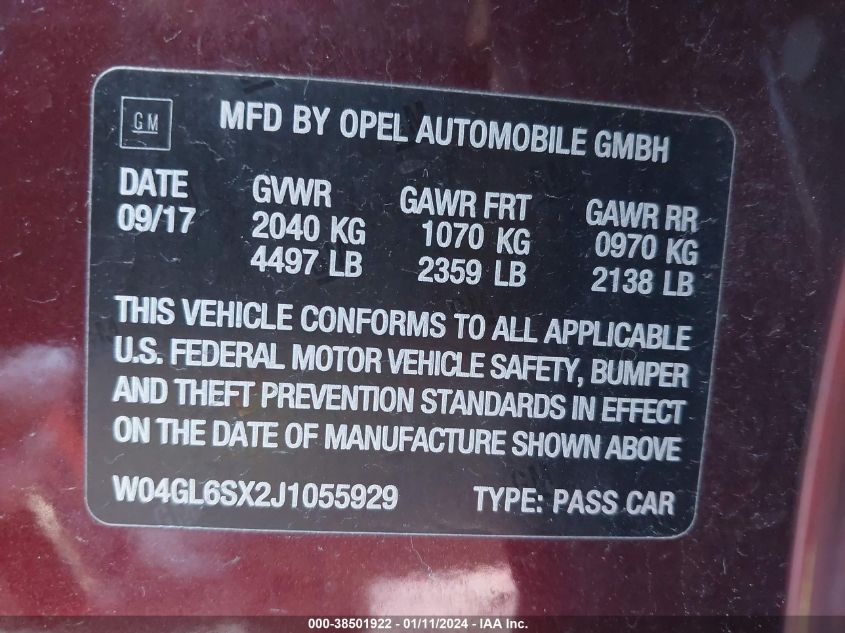 GM
MFD BY OPEL AUTOMOBILE GMBH
DATE GVWR GAWR FRT GAWR RR
09/17 2040 KG 1070 KG 0970 KG
4497 LB 2359 LB 2138 LB
THIS VEHICLE CONFORMS TO ALL APPLICABLE
U.S. FEDERAL MOTOR VEHICLE SAFETY, BUMPER
AND THEFT PREVENTION STANDARDS IN EFFECT
ON THE DATE OF MANUFACTURE SHOWN ABOVE
W04GL6SX2J1055929 TYPE: PASS CAR
000-38501922 - 01/11/2024 - IAA Inc.